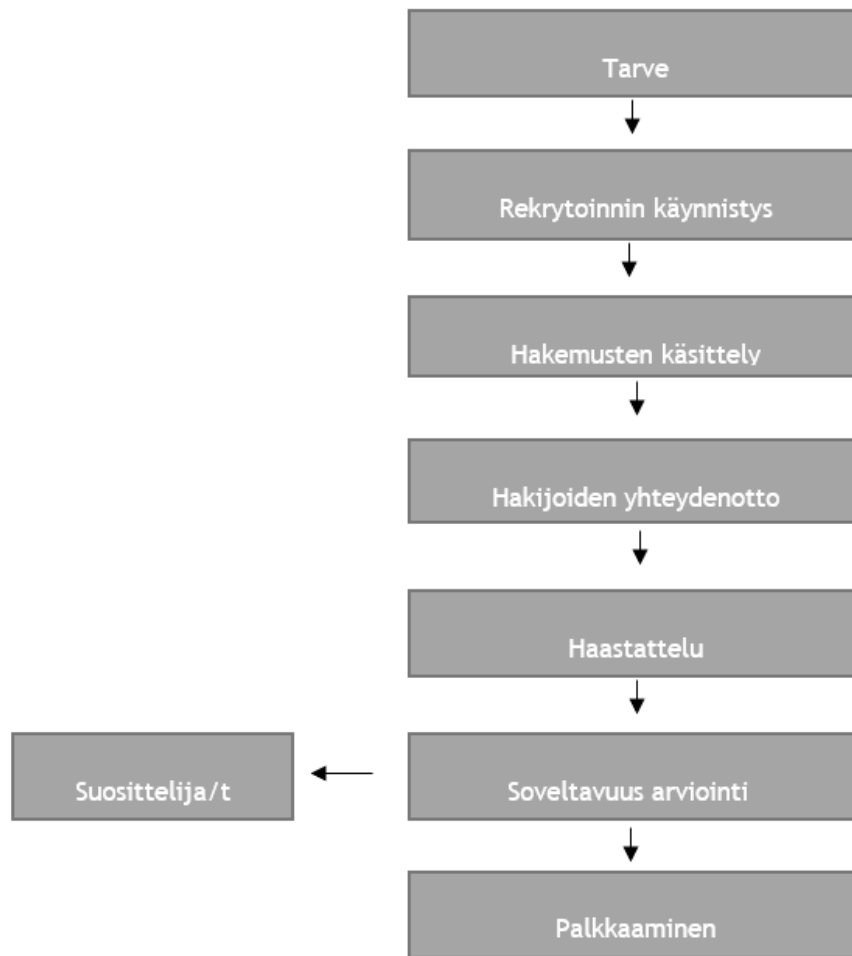 Tarve
Rekrytoinnin käynnistys
Hakemusten käsittely
Hakijoiden yhteydenotto
Haastattelu
Suosittelija/t
Soveltavuus arviointi
Palkkaaminen